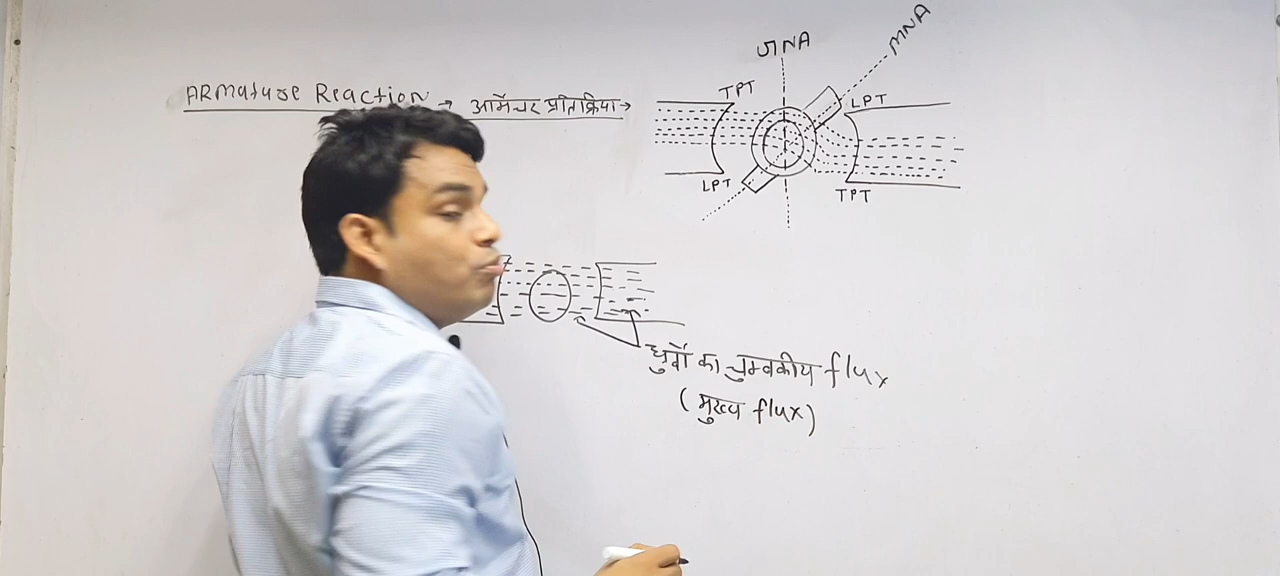 ARmature Reaction → आर्मेचर प्रतिक्रिया →
GNA
MNA
TPT
LPT
LPT
TPT
ध्रुवों का चुम्बकीय flux
(मुख्य flux)